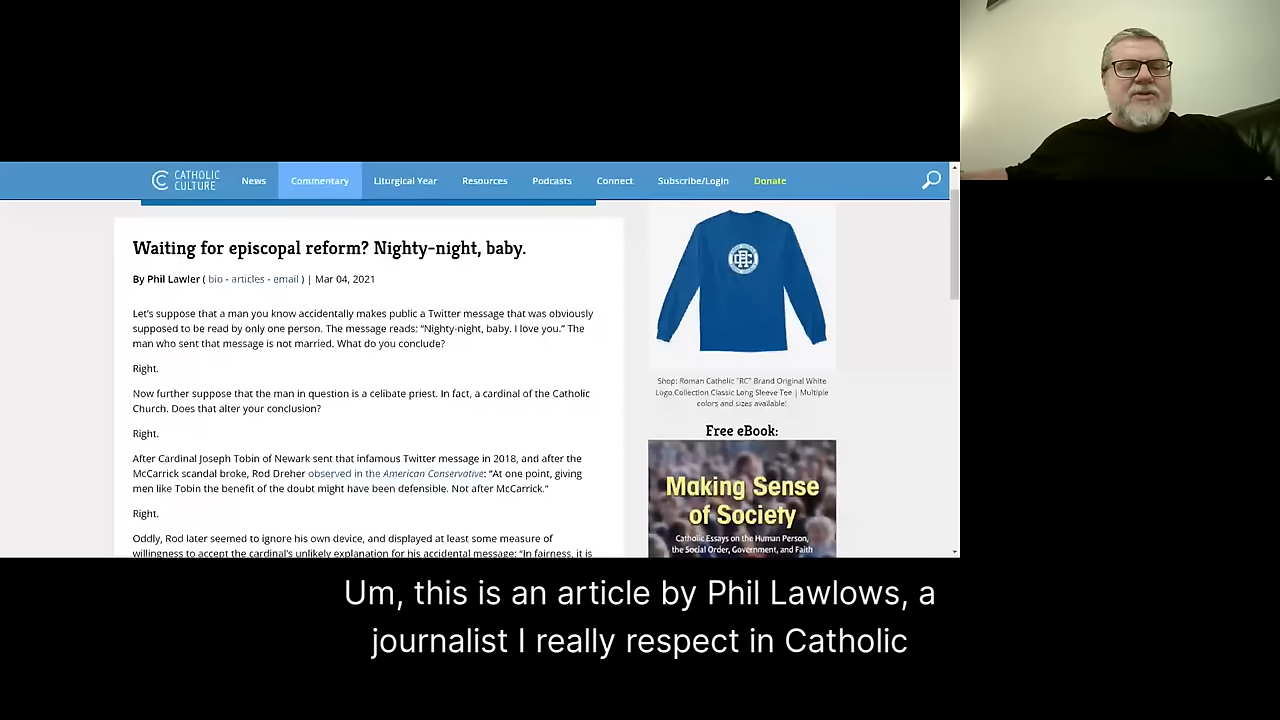 CATHOLIC
CULTURE
News
Commentary
Liturgical Year
Resources
Podcasts
Connect
Subscribe/Login
Donate
Waiting for episcopal reform? Nighty-night, baby.
By Phil Lawler ( bio - articles - email ) | Mar 04, 2021
Let's suppose that a man you know accidentally makes public a Twitter message that was obviously
supposed to be read by only one person. The message reads: “Nighty-night, baby. I love you.” The
man who sent that message is not married. What do you conclude?
Right.
Now further suppose that the man in question is a celibate priest. In fact, a cardinal of the Catholic
Church. Does that alter your conclusion?
Right.
After Cardinal Joseph Tobin of Newark sent that infamous Twitter message in 2018, and after the
McCarrick scandal broke, Rod Dreher observed in the American Conservative: “At one point, giving
men like Tobin the benefit of the doubt might have been defensible. Not after McCarrick.”
Right.
Oddly, Rod later seemed to ignore his own device, and displayed at least some measure of
willingness to accept the cardinal's unlikely explanation for his accidental message: “In fairness, it is
Shop: Roman Catholic "RC" Brand Original White
Logo Collection Classic Long Sleeve Tee | Multiple
colors and sizes available!
Free eBook:
Making Sense
of Society
Catholic Essays on the Human Person,
the Social Order, Government, and Faith
Um, this is an article by Phil Lawlows, a
journalist I really respect in Catholic